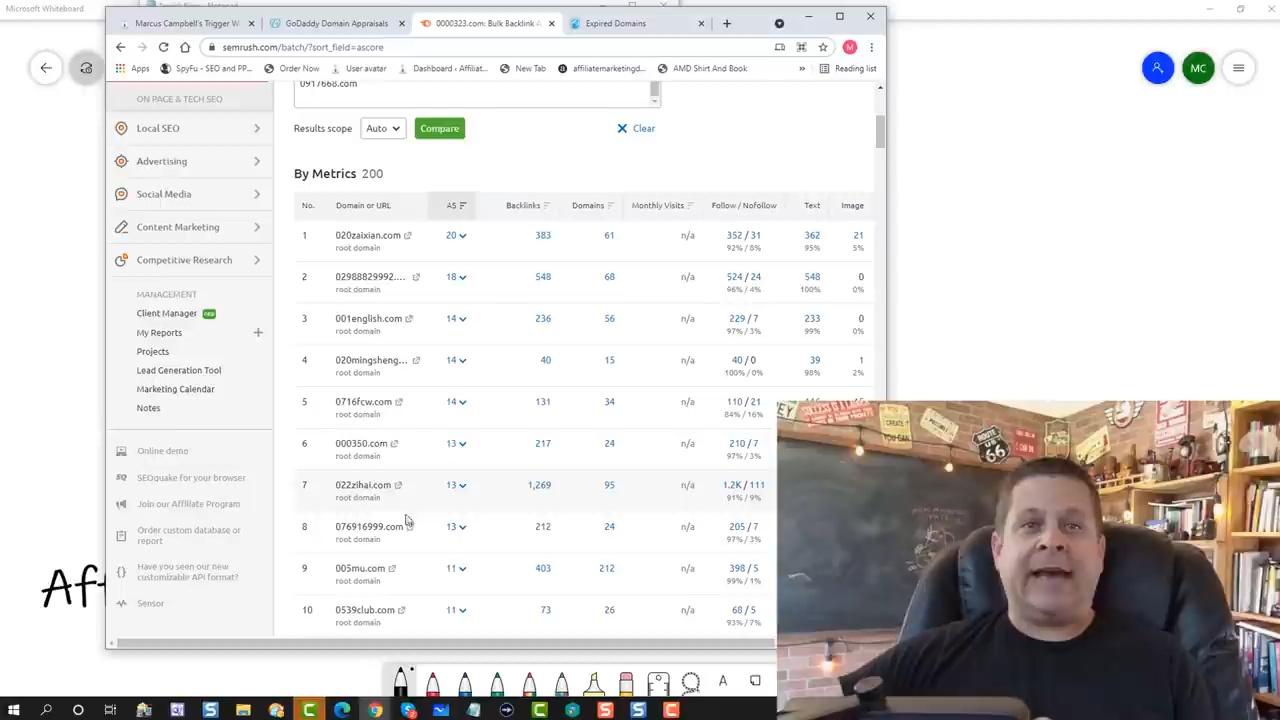 Microsoft Whiteboard
Marcus Campbell's Trigger W
GoDaddy Domain Appraisals
0000323.com: Bulk Backlink A
Expired Domains
semrush.com/batch/?sort_field=ascore
M
Apps
SpyFu - SEO and PP...
Order Now
User avatar
Dashboard ‹ Affiliat...
New Tab
affiliatemarketingd...
AMD Shirt And Book
»
Reading list
MC
ON PAGE & TECH SEO
Local SEO
Advertising
Social Media
Content Marketing
Competitive Research
MANAGEMENT
Client Manager new
My Reports
Projects
Lead Generation Tool
Marketing Calendar
Notes
Online demo
SEOquake for your browser
Join our Affiliate Program
Order custom database or
report
Have you seen our new
customizable API format?
Sensor
0917668.com
Results scope Auto Compare Clear
By Metrics 200
No. Domain or URL AS Backlinks Domains Monthly Visits Follow / Nofollow Text Image
1 020zaixian.com 20 383 61 n/a 352 / 31 362 21
root domain 92% / 8% 95% 5%
2 02988829992.... 18 548 68 n/a 524 / 24 548 0
root domain 96% / 4% 100% 0%
3 001english.com 14 236 56 n/a 229 / 7 233 0
root domain 97% / 3% 99% 0%
4 020mingsheng... 14 40 15 n/a 40 / 0 39 1
root domain 100% / 0% 98% 2%
5 0716fcw.com 14 131 34 n/a 110 / 21
root domain 84% / 16%
6 000350.com 13 217 24 n/a 210 / 7
root domain 97% / 3%
7 022zihai.com 13 1,269 95 n/a 1.2K / 111
root domain 91% / 9%
8 076916999.com 13 212 24 n/a 205 / 7
root domain 97% / 3%
9 005mu.com 11 403 212 n/a 398 / 5
root domain 99% / 1%
10 0539club.com 11 73 26 n/a 68 / 5
root domain 93% / 7%
Aff
A
ROUTE
US
66